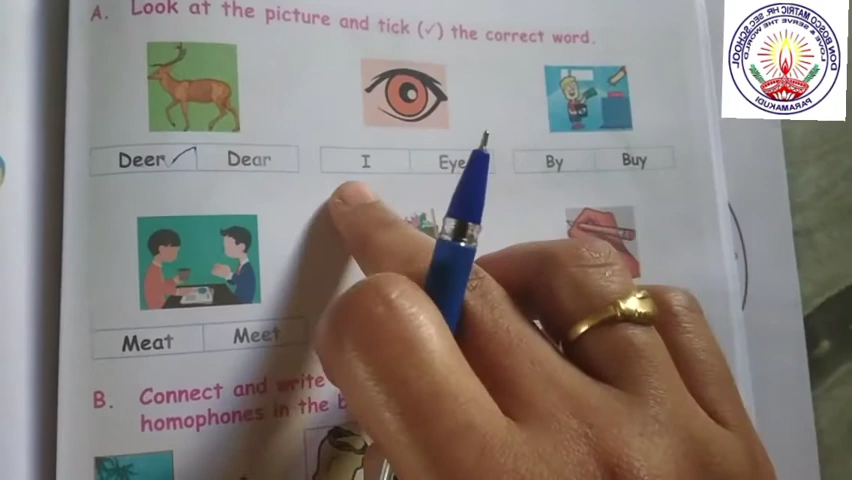 A. Look at the picture and tick (✓) the correct word.
Deer ✓ Dear
I Eye
By Buy
Meat Meet
B. Connect and write
homophones in the b
DON BOSCO MATRIC HR. SEC. SCHOOL
LOVE & SERVE THE WORLD
PARAMAKUDI